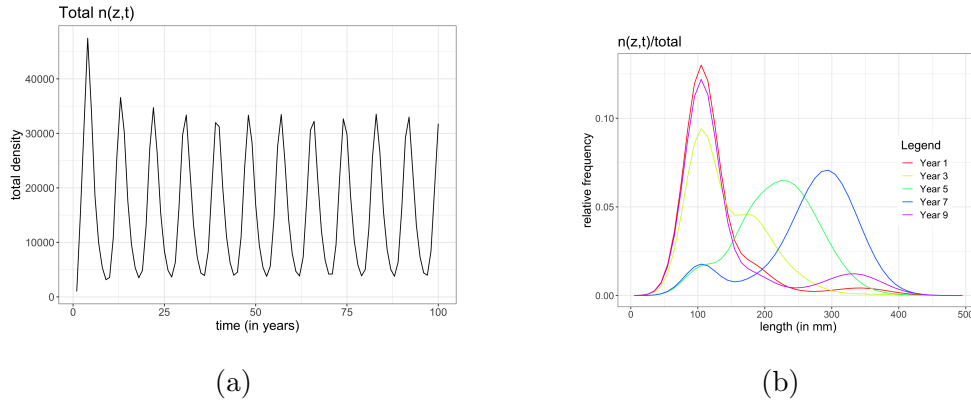 Total n(z,t)
total density
40000
30000
20000
10000
0
0 25 50 75 100
time (in years)
(a)
n(z,t)/total
relative frequency
0.10
0.05
0.00
0 100 200 300 400 500
length (in mm)
Legend
Year 1
Year 3
Year 5
Year 7
Year 9
(b)